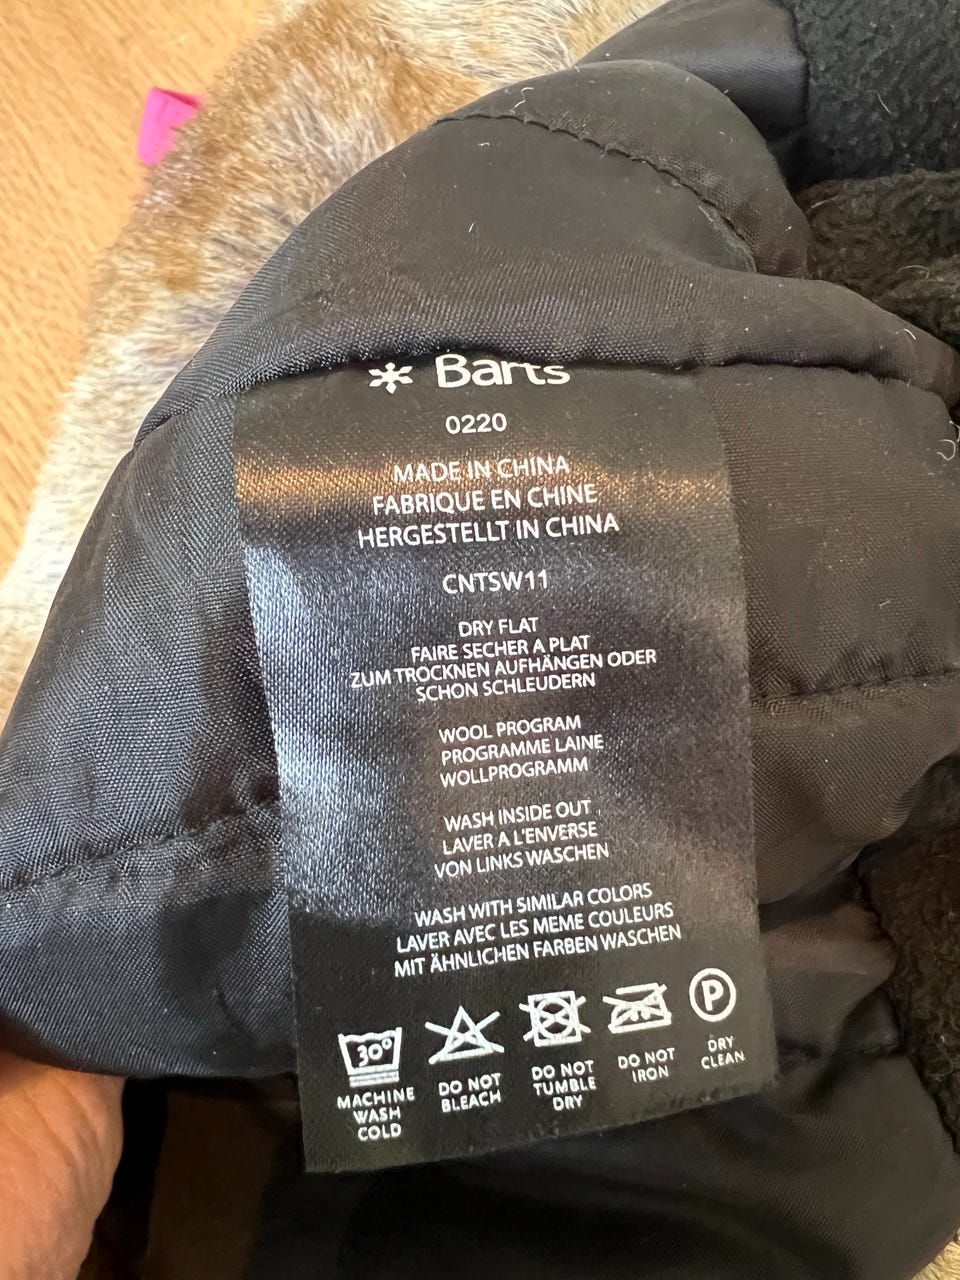 Barts
0220
MADE IN CHINA
FABRIQUE EN CHINE
HERGESTELLT IN CHINA
CNTSW11
DRY FLAT
FAIRE SECHER A PLAT
ZUM TROCKNEN AUFHÄNGEN ODER
SCHON SCHLEUDERN
WOOL PROGRAM
PROGRAMME LAINE
WOLLPROGRAMM
WASH INSIDE OUT
LAVER A L'ENVERSE
VON LINKS WASCHEN
WASH WITH SIMILAR COLORS
LAVER AVEC LES MEME COULEURS
MIT ÄHNLICHEN FARBEN WASCHEN
30°
P
MACHINE
WASH
COLD
DO NOT
BLEACH
DO NOT
TUMBLE
DRY
DO NOT
IRON
DRY
CLEAN